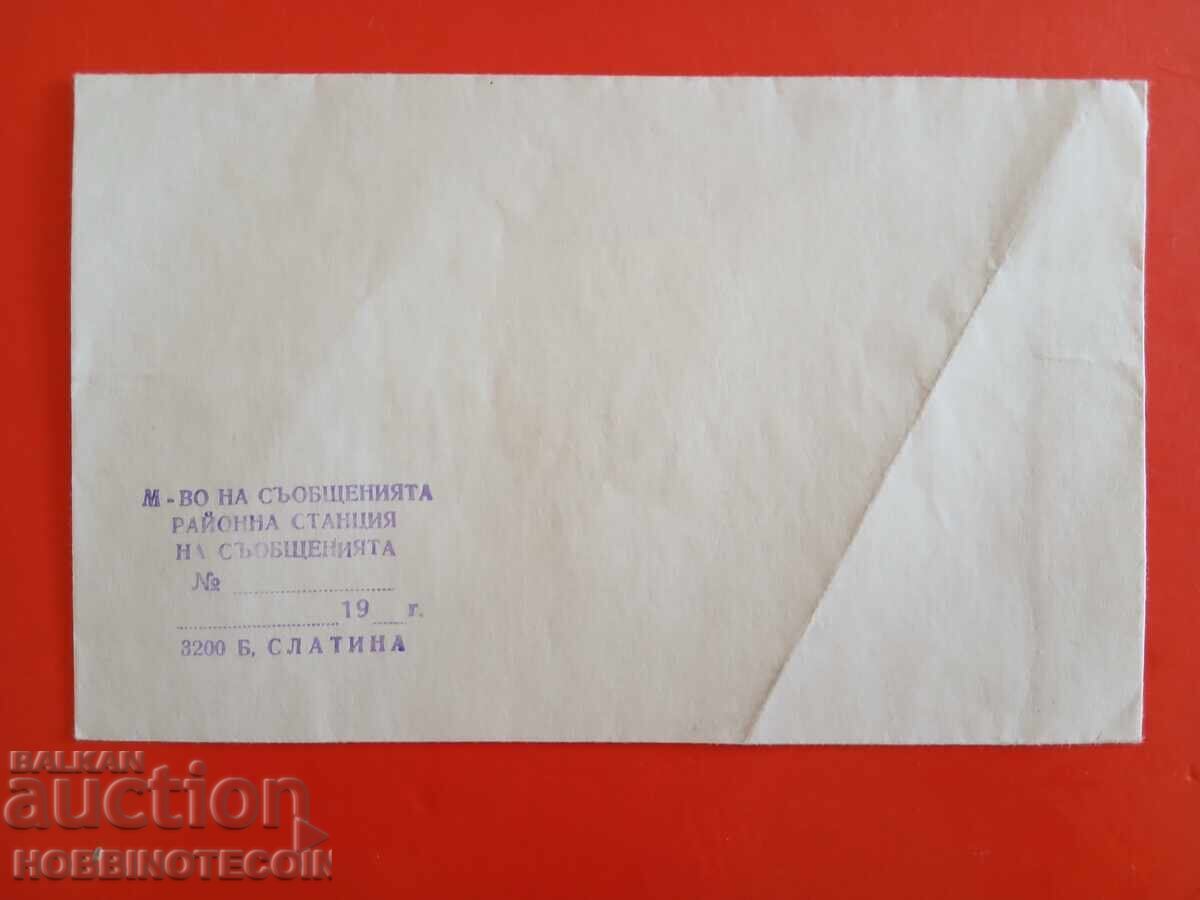 М-ВО НА СЪОБЩЕНИЯТА
РАЙОННА СТАНЦИЯ
НА СЪОБЩЕНИЯТА
№
19 г.
3200 Б, СЛАТИНА
BALKAN
auction
HOBBINOTECOIN